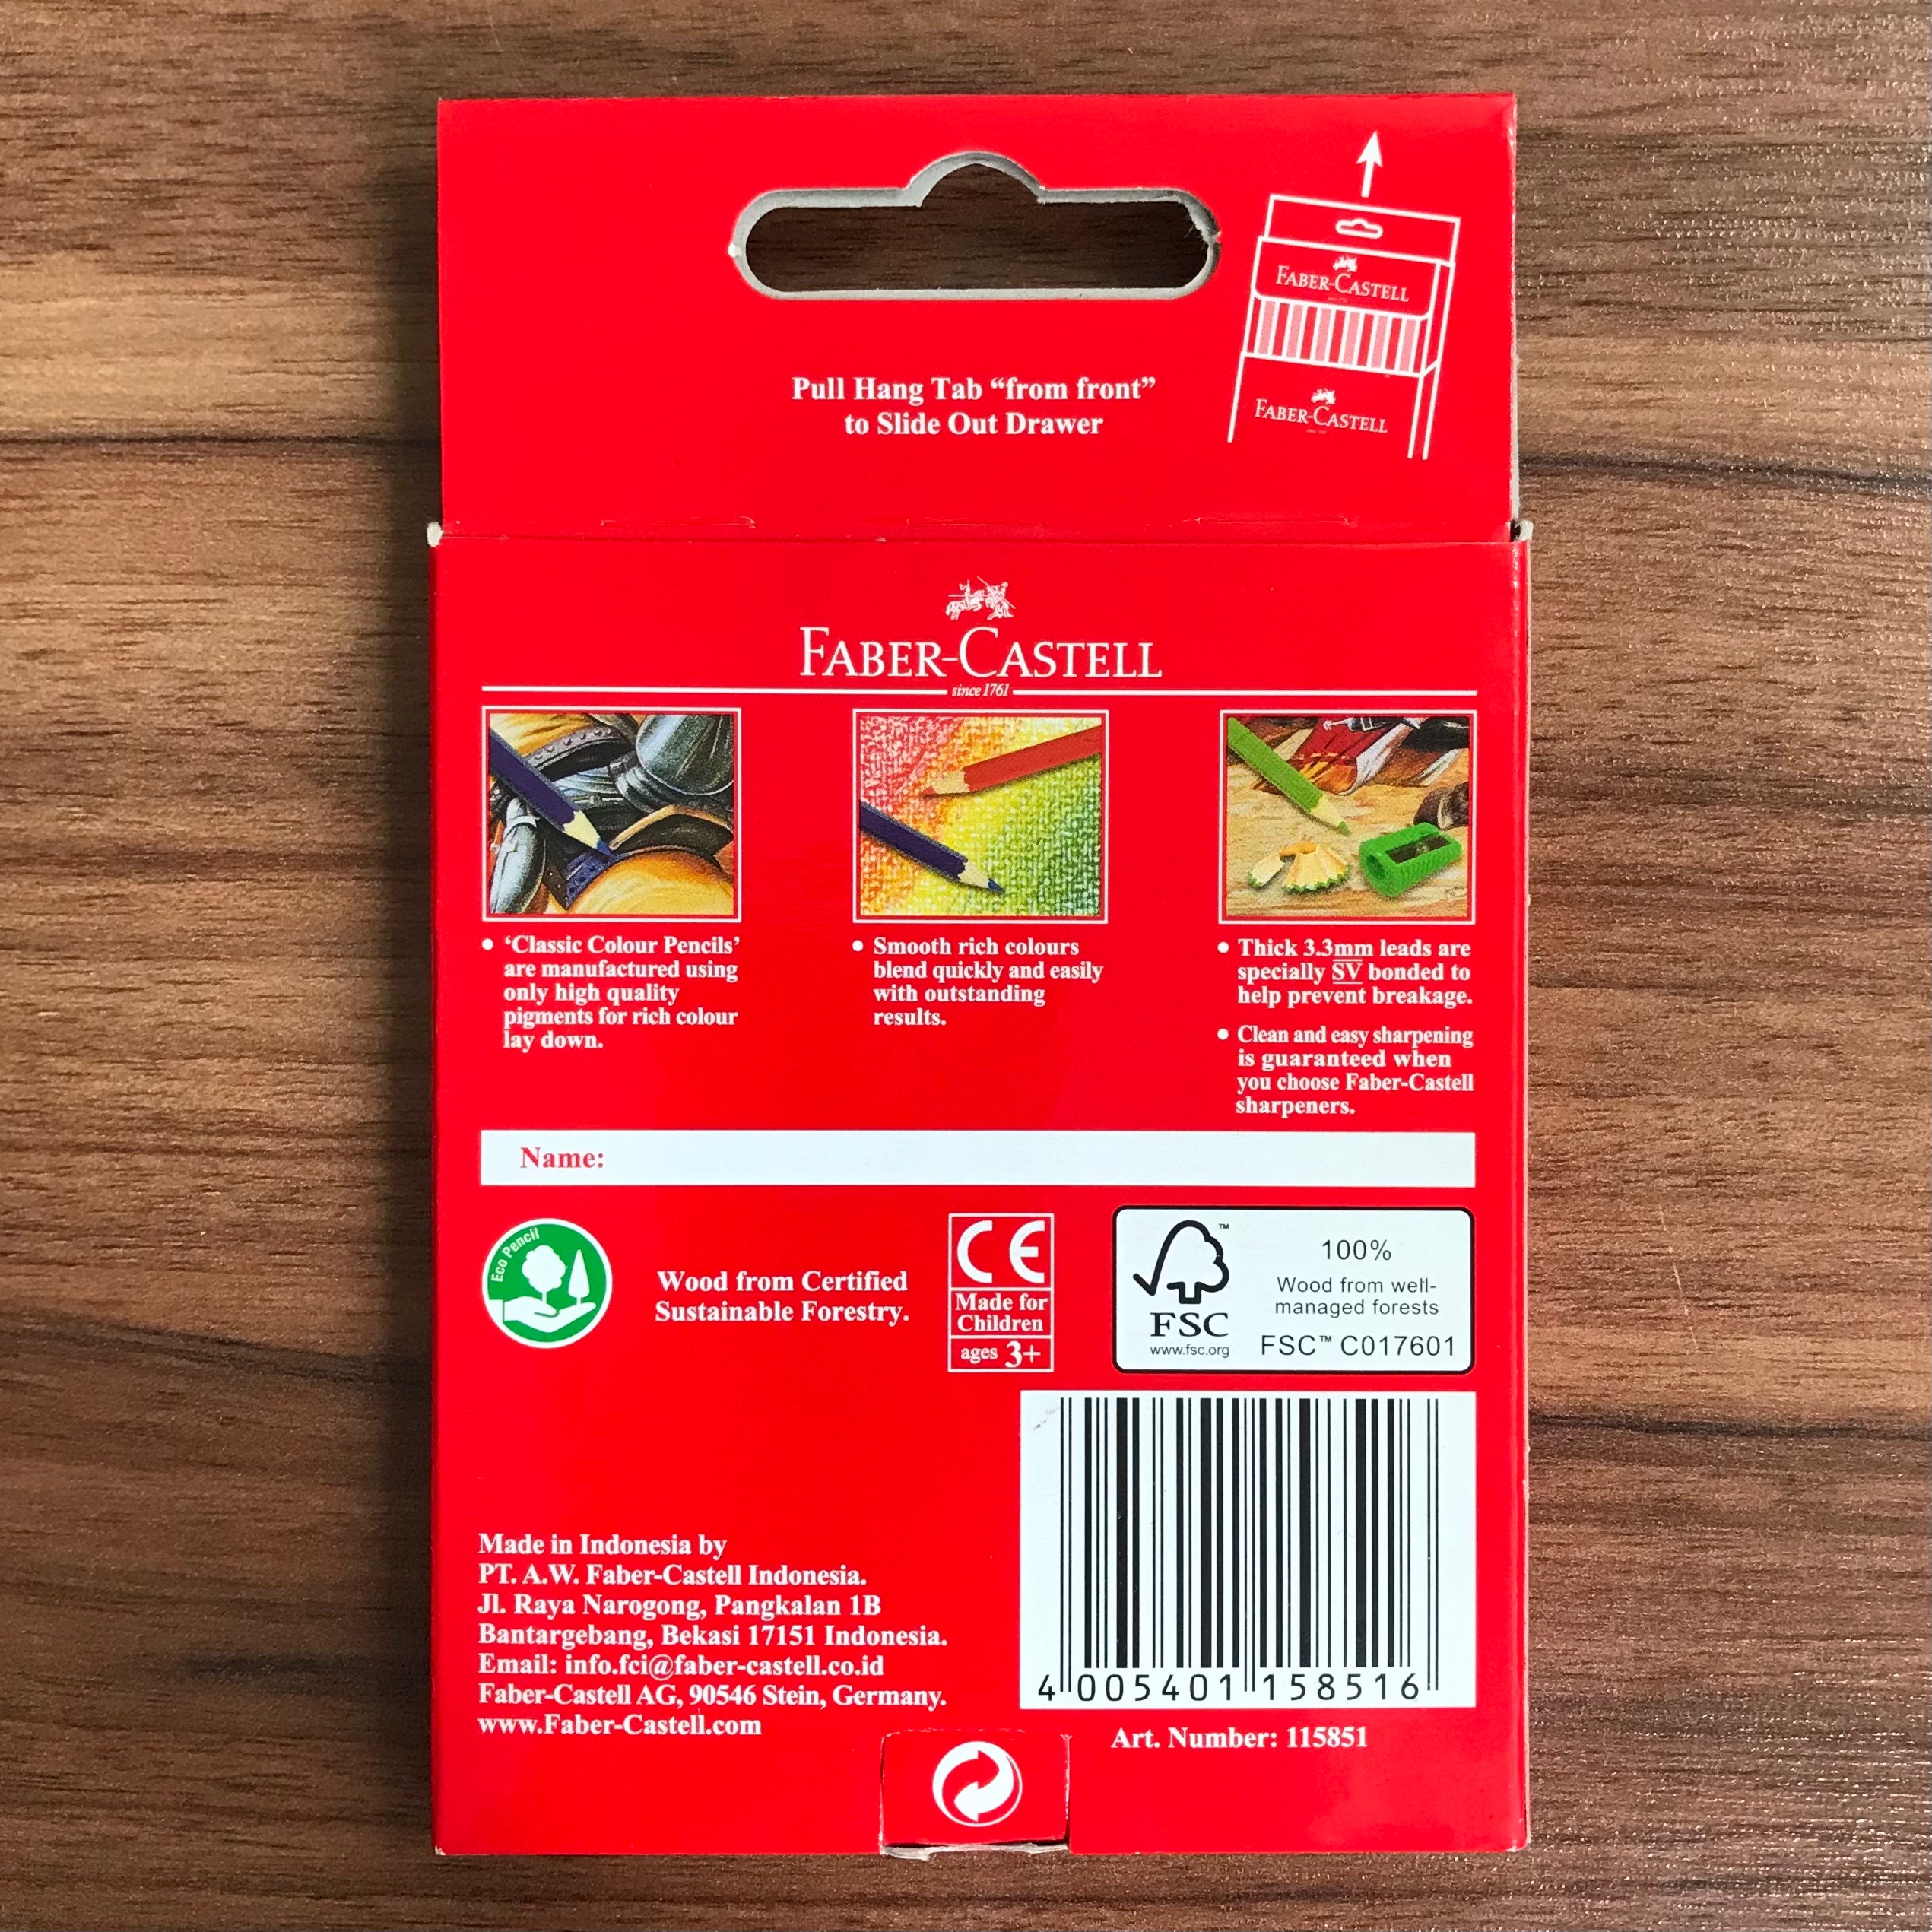 FABER-CASTELL
FABER-CASTELL
Pull Hang Tab “from front”
to Slide Out Drawer
FABER-CASTELL
since 1761
• ‘Classic Colour Pencils’
are manufactured using
only high quality
pigments for rich colour
lay down.
• Smooth rich colours
blend quickly and easily
with outstanding
results.
• Thick 3.3mm leads are
specially SV bonded to
help prevent breakage.
• Clean and easy sharpening
is guaranteed when
you choose Faber-Castell
sharpeners.
Name:
Eco Pencil
Wood from Certified
Sustainable Forestry.
CE
Made for
Children
ages 3+
FSC
www.fsc.org
™
100%
Wood from well-
managed forests
FSC™ C017601
Made in Indonesia by
PT. A.W. Faber-Castell Indonesia.
Jl. Raya Narogong, Pangkalan 1B
Bantargebang, Bekasi 17151 Indonesia.
Email: info.fci@faber-castell.co.id
Faber-Castell AG, 90546 Stein, Germany.
www.Faber-Castell.com
4 005401 158516
Art. Number: 115851